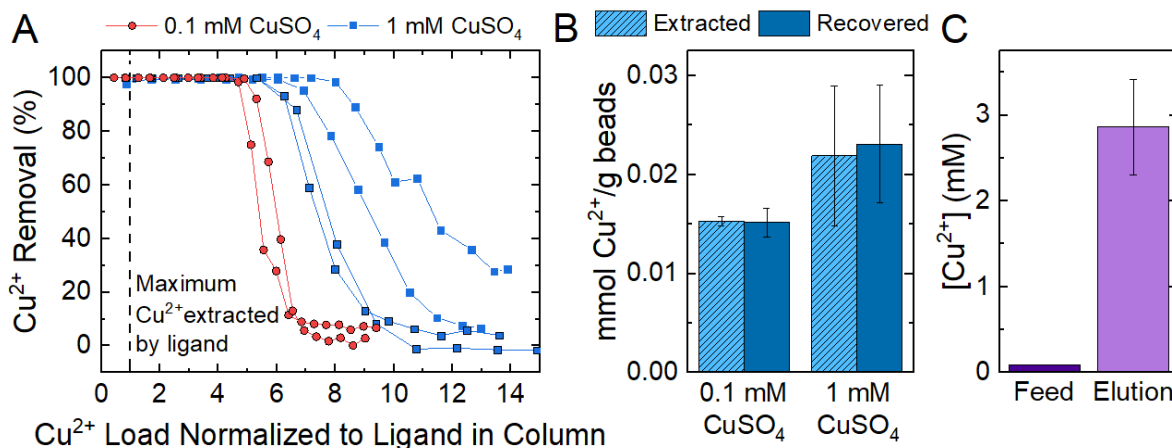 A
0.1 mM CuSO₄
1 mM CuSO₄
Cu²⁺ Removal (%)
100
80
60
40
20
0
Maximum
Cu²⁺extracted
by ligand
0 2 4 6 8 10 12 14
Cu²⁺ Load Normalized to Ligand in Column
B
Extracted
Recovered
mmol Cu²⁺/g beads
0.03
0.02
0.01
0.00
0.1 mM
CuSO₄
1 mM
CuSO₄
C
[Cu²⁺] (mM)
3
2
1
0
Feed Elution